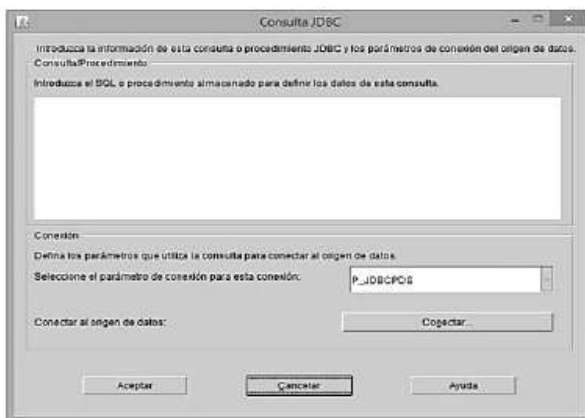 Consulta JDBC
Introduzca la información de esta consulta o procedimiento JDBC y los parámetros de conexión del origen de datos.
Consulta/Procedimiento
Introduzca el SQL o procedimiento almacenado para definir los datos de esta consulta.
Conexión
Defina los parámetros que utiliza la consulta para conectar al origen de datos.
Seleccione el parámetro de conexión para esta conexión:
P_JDBCPDS
Conectar al origen de datos:
Conectar...
Aceptar
Cancelar
Ayuda